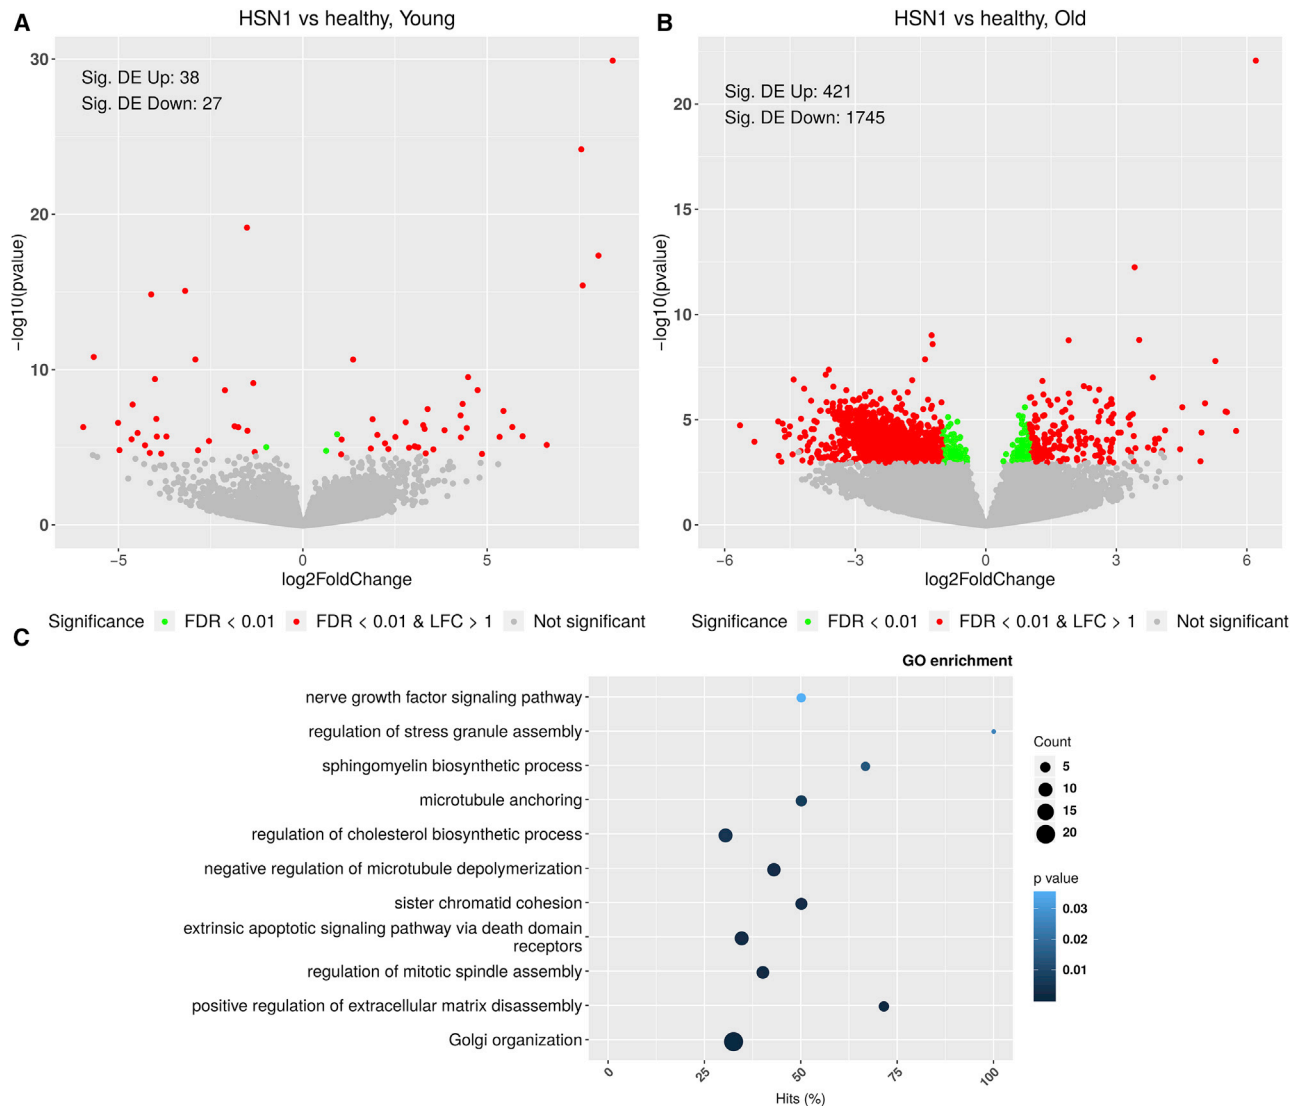 A
HSN1 vs healthy, Young
Sig. DE Up: 38
Sig. DE Down: 27
30
20
10
0
−log10(pvalue)
−5
0
5
log2FoldChange
Significance FDR < 0.01 FDR < 0.01 & LFC > 1 Not significant
B
HSN1 vs healthy, Old
Sig. DE Up: 421
Sig. DE Down: 1745
20
15
10
5
0
−log10(pvalue)
−6
−3
0
3
6
log2FoldChange
Significance FDR < 0.01 FDR < 0.01 & LFC > 1 Not significant
C
GO enrichment
nerve growth factor signaling pathway
regulation of stress granule assembly
sphingomyelin biosynthetic process
microtubule anchoring
regulation of cholesterol biosynthetic process
negative regulation of microtubule depolymerization
sister chromatid cohesion
extrinsic apoptotic signaling pathway via death domain
receptors
regulation of mitotic spindle assembly
positive regulation of extracellular matrix disassembly
Golgi organization
0
25
50
75
100
Hits (%)
Count
5
10
15
20
p value
0.03
0.02
0.01